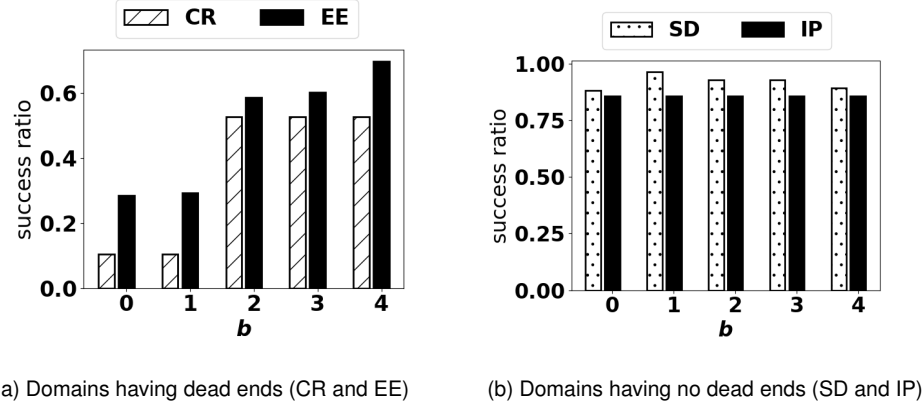 CR EE
0.6
0.4
0.2
0.0
success ratio
0 1 2 3 4
b
a) Domains having dead ends (CR and EE)
SD IP
1.00
0.75
0.50
0.25
0.00
success ratio
0 1 2 3 4
b
(b) Domains having no dead ends (SD and IP)